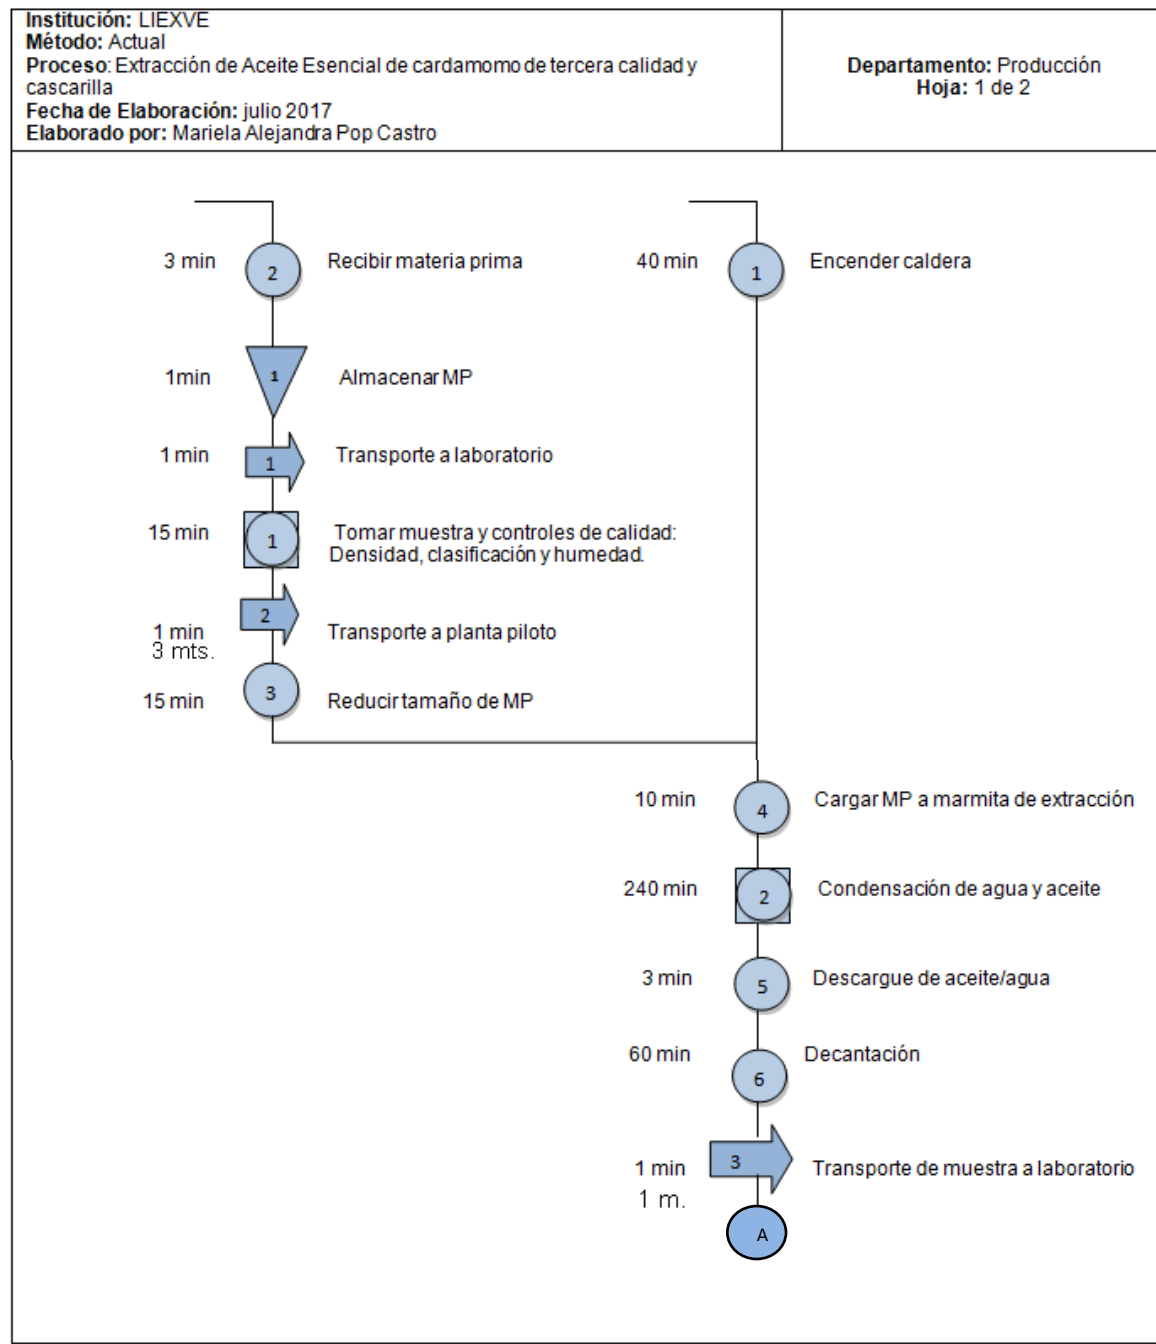 Institución: LIEXVE
Método: Actual
Proceso: Extracción de Aceite Esencial de cardamomo de tercera calidad y
cascarilla
Fecha de Elaboración: julio 2017
Elaborado por: Mariela Alejandra Pop Castro
Departamento: Producción
Hoja: 1 de 2
3 min 2 Recibir materia prima
40 min 1 Encender caldera
1min 1 Almacenar MP
1 min 1 Transporte a laboratorio
15 min 1 Tomar muestra y controles de calidad:
Densidad, clasificación y humedad.
1 min 2 Transporte a planta piloto
3 mts.
15 min 3 Reducir tamaño de MP
10 min 4 Cargar MP a marmita de extracción
240 min 2 Condensación de agua y aceite
3 min 5 Descargue de aceite/agua
60 min 6 Decantación
1 min 3 Transporte de muestra a laboratorio
1 m.
A